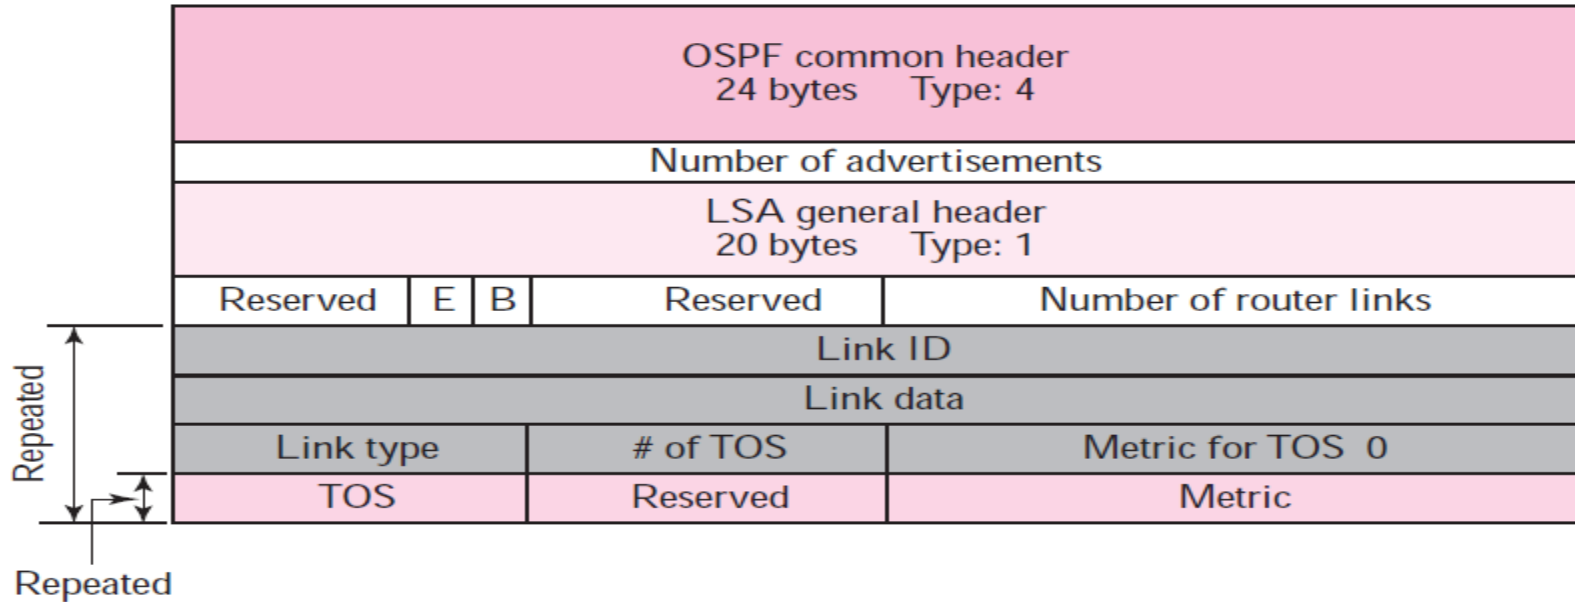 OSPF common header
24 bytes Type: 4
Number of advertisements
LSA general header
20 bytes Type: 1
Reserved E B Reserved Number of router links
Link ID
Link data
Link type # of TOS Metric for TOS 0
TOS Reserved Metric
Repeated
Repeated